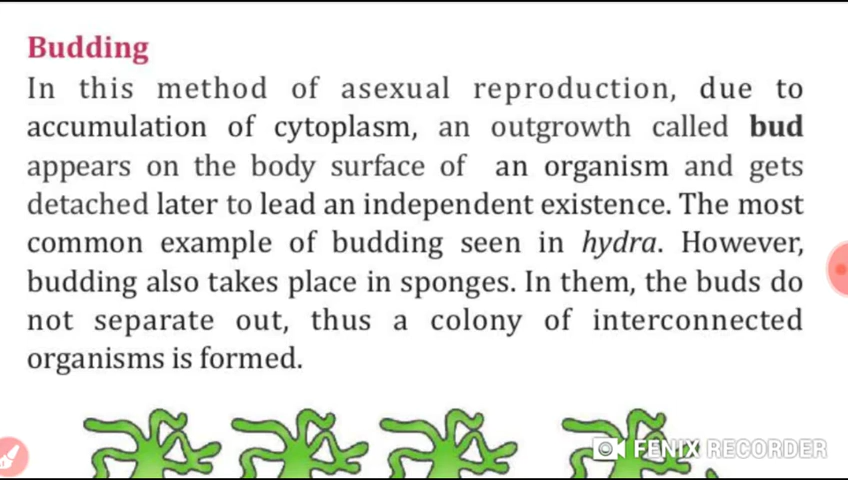 Budding
In this method of asexual reproduction, due to
accumulation of cytoplasm, an outgrowth called bud
appears on the body surface of an organism and gets
detached later to lead an independent existence. The most
common example of budding seen in hydra. However,
budding also takes place in sponges. In them, the buds do
not separate out, thus a colony of interconnected
organisms is formed.
FENIX RECORDER